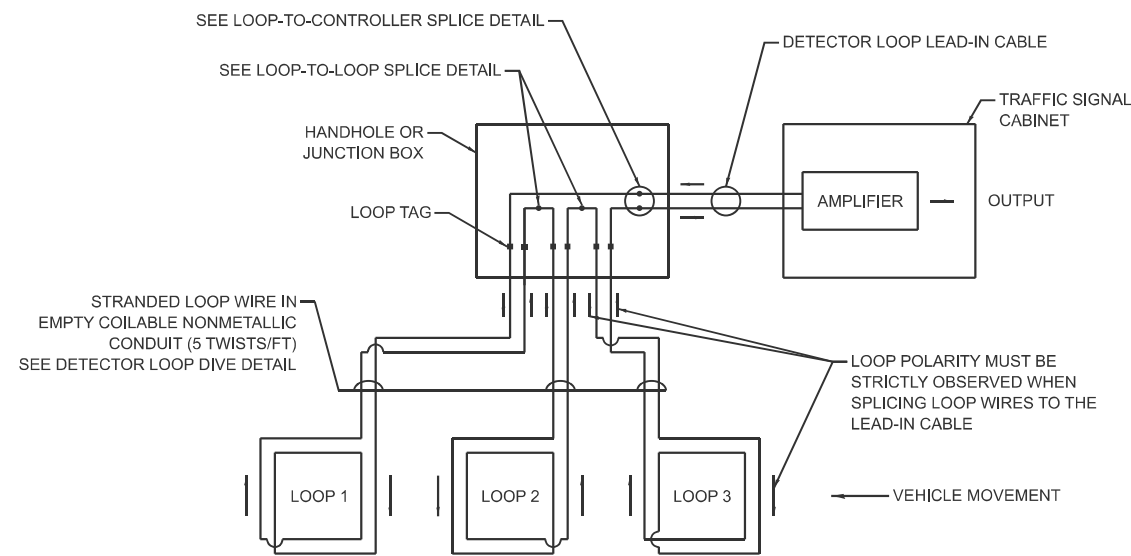 SEE LOOP-TO-CONTROLLER SPLICE DETAIL
DETECTOR LOOP LEAD-IN CABLE
SEE LOOP-TO-LOOP SPLICE DETAIL
TRAFFIC SIGNAL
CABINET
HANDHOLE OR
JUNCTION BOX
LOOP TAG
AMPLIFIER
OUTPUT
STRANDED LOOP WIRE IN
EMPTY COILABLE NONMETALLIC
CONDUIT (5 TWISTS/FT)
SEE DETECTOR LOOP DIVE DETAIL
LOOP POLARITY MUST BE
STRICTLY OBSERVED WHEN
SPLICING LOOP WIRES TO THE
LEAD-IN CABLE
LOOP 1
LOOP 2
LOOP 3
VEHICLE MOVEMENT